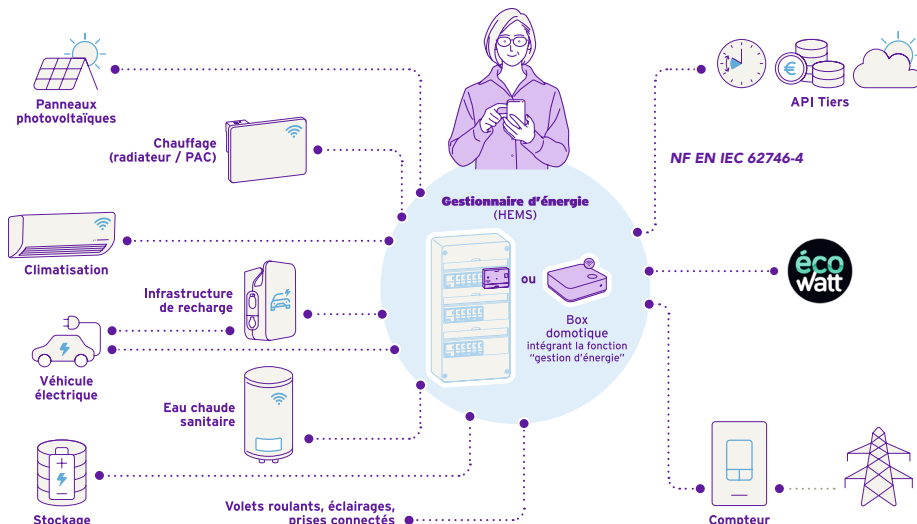 Panneaux
photovoltaïques
Chauffage
(radiateur / PAC)
Climatisation
Infrastructure
de recharge
Véhicule
électrique
Eau chaude
sanitaire
Stockage
Volets roulants, éclairages,
prises connectés
Gestionnaire d'énergie
(HEMS)
ou
Box
domotique
intégrant la fonction
"gestion d'énergie"
€
API Tiers
NF EN IEC 62746-4
éco
watt
Compteur